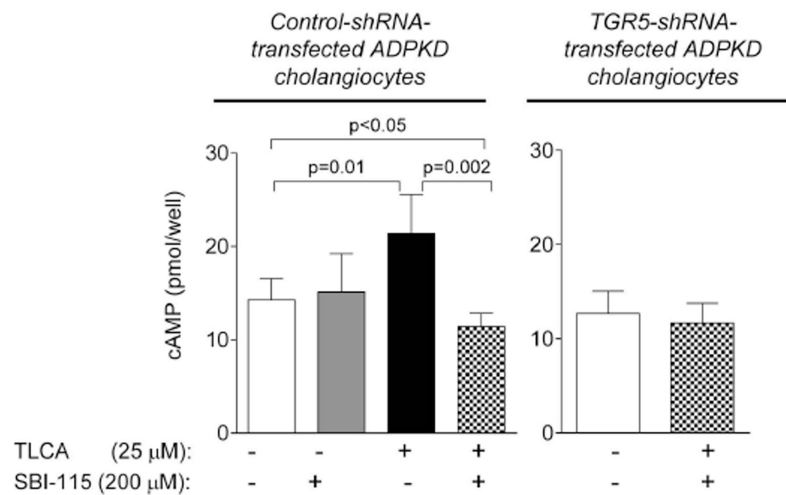 Control-shRNA-
transfected ADPKD
cholangiocytes
TGR5-shRNA-
transfected ADPKD
cholangiocytes
p<0.05
p=0.01 p=0.002
cAMP (pmol/well)
30
20
10
0
30
20
10
0
TLCA (25 μM): - - + + - +
SBI-115 (200 μM): - + - + - +